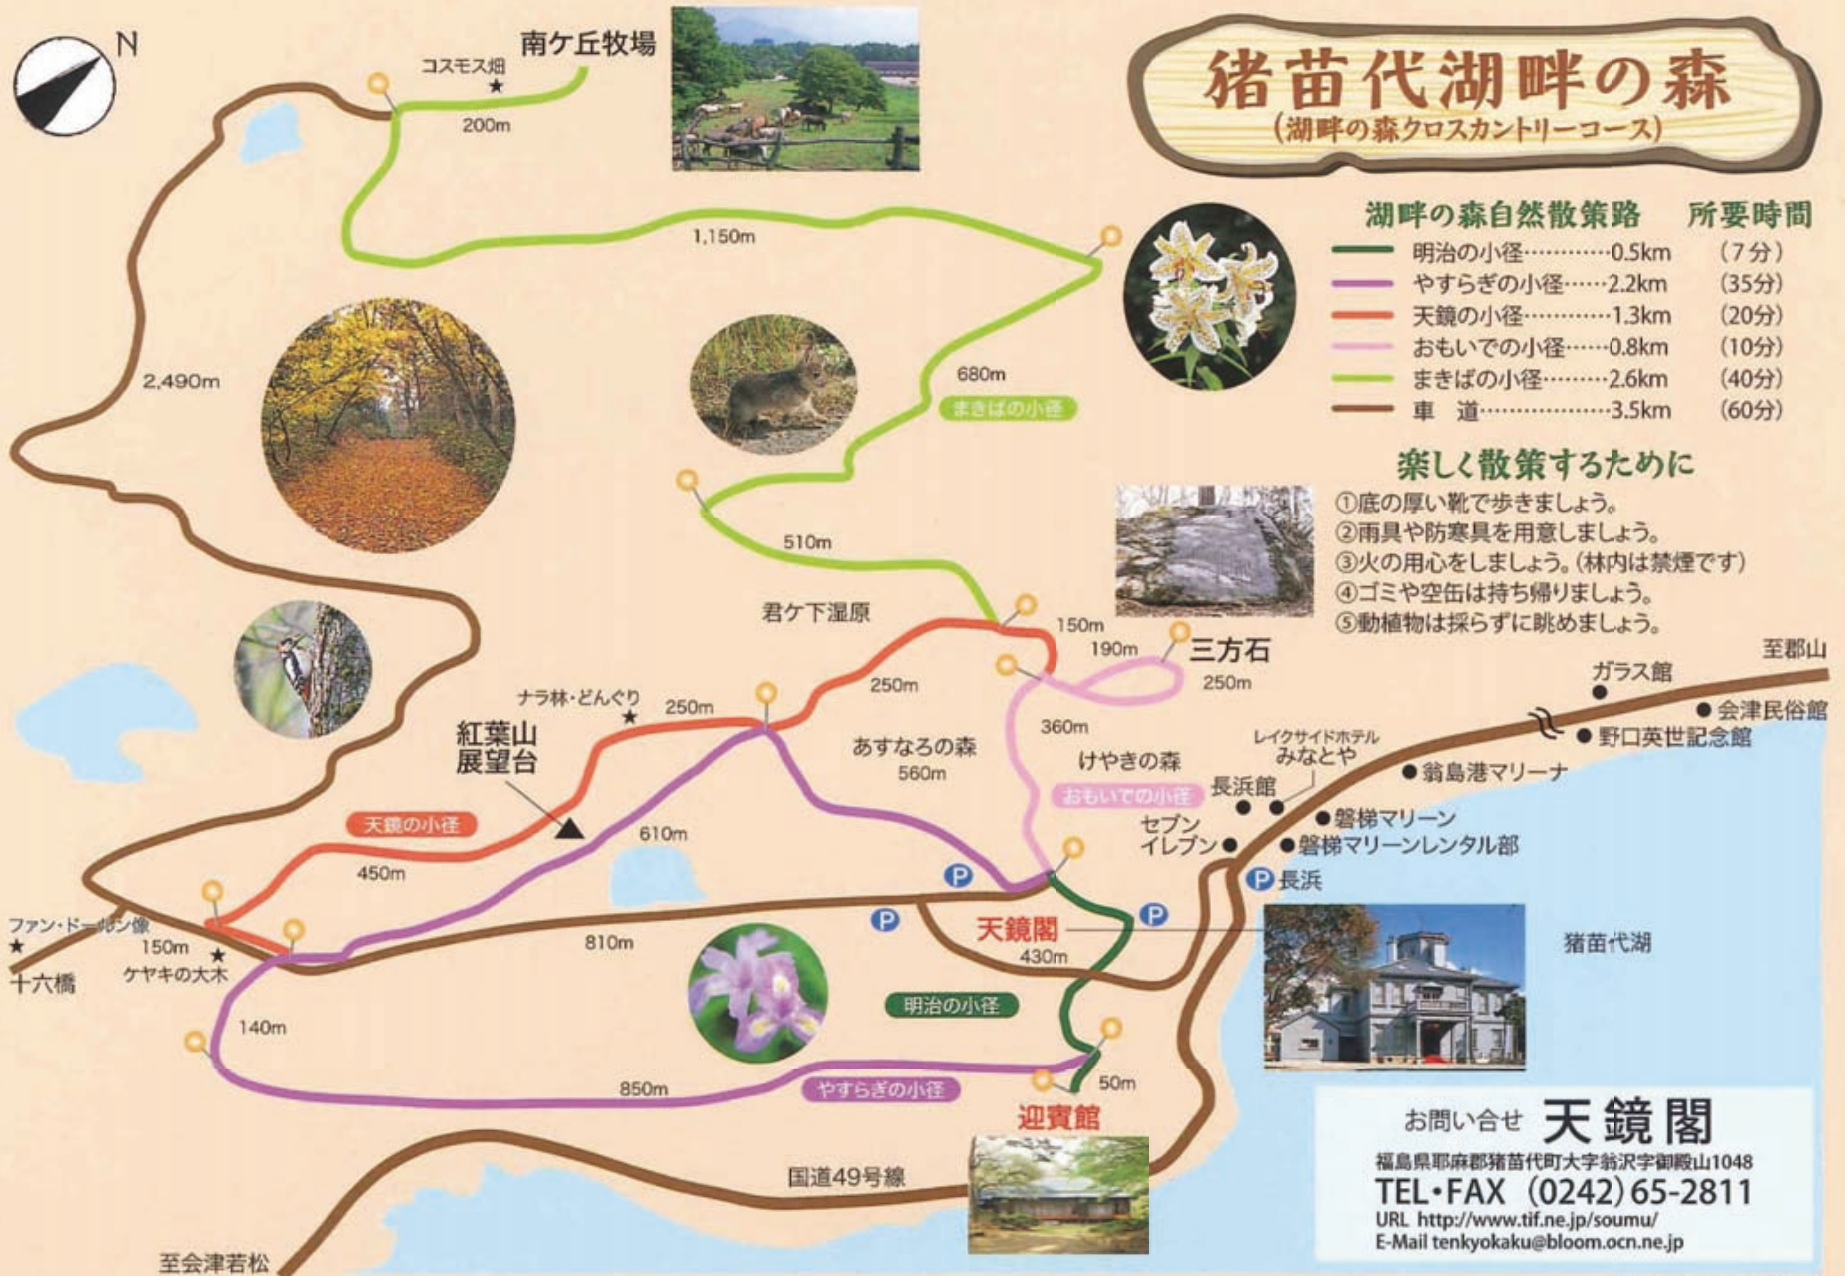 N
南ケ丘牧場
コスモス畑
200m
猪苗代湖畔の森
(湖畔の森クロスカントリーコース)
湖畔の森自然散策路 所要時間
明治の小径…………0.5km (7分)
やすらぎの小径……2.2km (35分)
天鏡の小径…………1.3km (20分)
おもいでの小径……0.8km (10分)
まきばの小径………2.6km (40分)
車 道………………3.5km (60分)
楽しく散策するために
①底の厚い靴で歩きましょう。
②雨具や防寒具を用意しましょう。
③火の用心をしましょう。(林内は禁煙です)
④ゴミや空缶は持ち帰りましょう。
⑤動植物は採らずに眺めましょう。
1,150m
2,490m
680m
まきばの小径
510m
君ケ下湿原
150m
190m
三方石
250m
250m
360m
ナラ林・どんぐり
250m
紅葉山
展望台
あすなろの森
560m
けやきの森
おもいでの小径
天鏡の小径
610m
450m
至郡山
ガラス館
会津民俗館
野口英世記念館
レイクサイドホテル
みなとや
翁島港マリーナ
長浜館
磐梯マリーン
セブン
イレブン
磐梯マリーンレンタル部
P 長浜
P
P
P
ファン・ドールン像
150m
ケヤキの大木
十六橋
810m
天鏡閣
430m
猪苗代湖
明治の小径
140m
850m
やすらぎの小径
50m
迎賓館
国道49号線
至会津若松
お問い合せ 天鏡閣
福島県耶麻郡猪苗代町大字翁沢字御殿山1048
TEL・FAX (0242)65-2811
URL http://www.tif.ne.jp/soumu/
E-Mail tenkyokaku@bloom.ocn.ne.jp